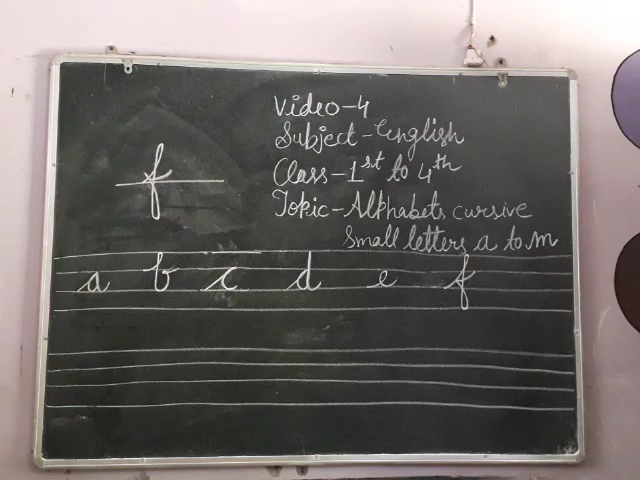 Video-4
Subject-English
Class-1st to 4th
Topic-Alphabets cursive
Small letters a to m
f
a b c d e f